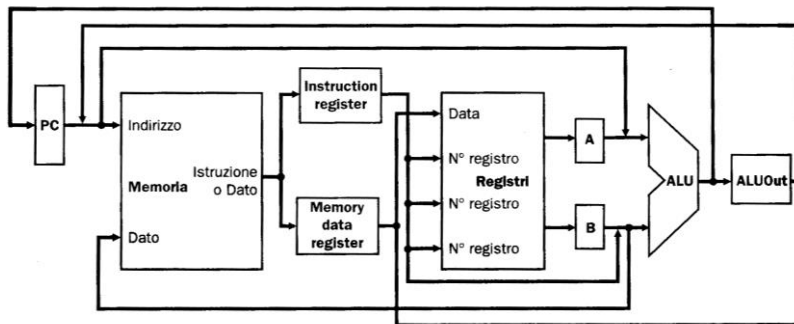 Instruction
register
PC
Indirizzo
Memoria
Istruzione
o Dato
Dato
Memory
data
register
Data
N° registro
N° registro
Registri
N° registro
A
B
ALU
ALUOut